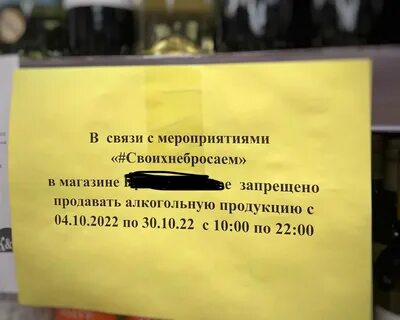 В связи с мероприятиями
«#Своихнебросаем»
в магазине запрещено
продавать алкогольную продукцию с
04.10.2022 по 30.10.22 с 10:00 по 22:00